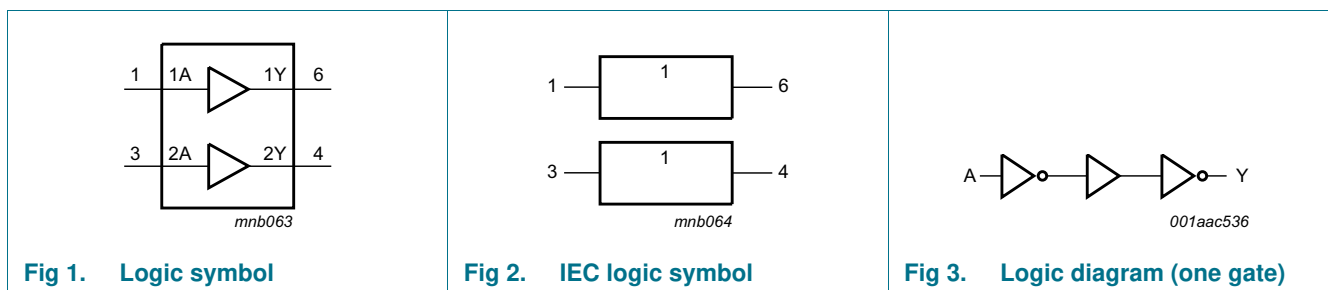 1 1A 1Y 6
3 2A 2Y 4
mnb063
Fig 1. Logic symbol
1 1 6
3 1 4
mnb064
Fig 2. IEC logic symbol
A Y
001aac536
Fig 3. Logic diagram (one gate)